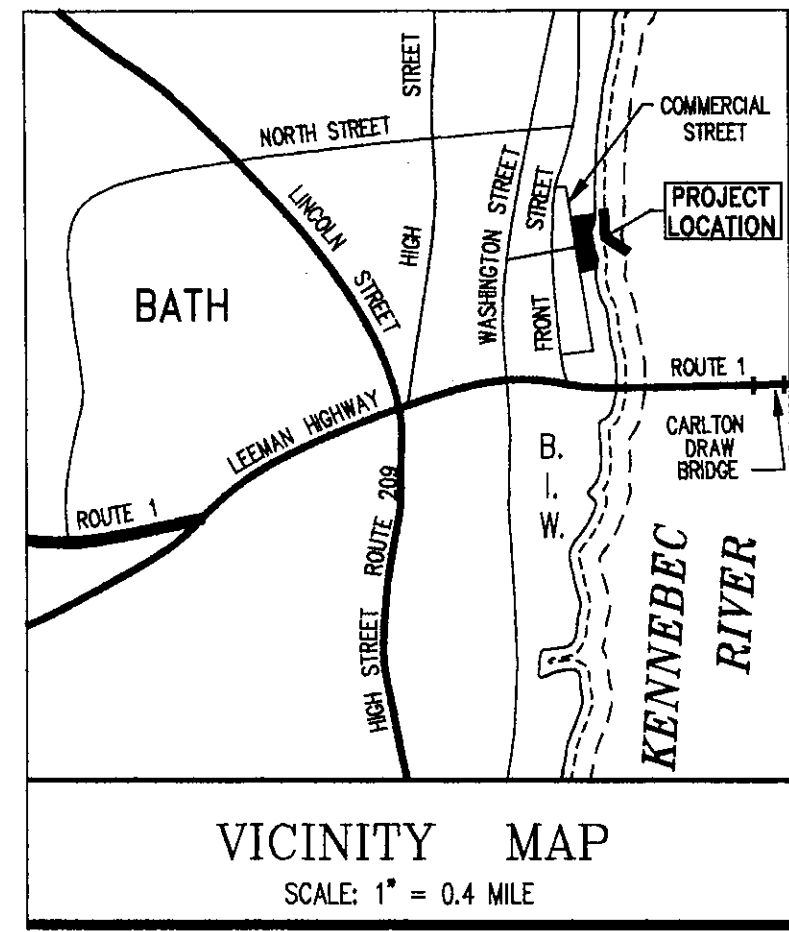 STREET
HIGH
NORTH STREET
COMMERCIAL
STREET
LINCOLN STREET
WASHINGTON STREET
FRONT STREET
PROJECT
LOCATION
BATH
ROUTE 1
LEEMAN HIGHWAY
CARLTON
DRAW
BRIDGE
B.
I.
W.
ROUTE 1
HIGH STREET ROUTE 209
KENNEBEC
RIVER
VICINITY MAP
SCALE: 1" = 0.4 MILE